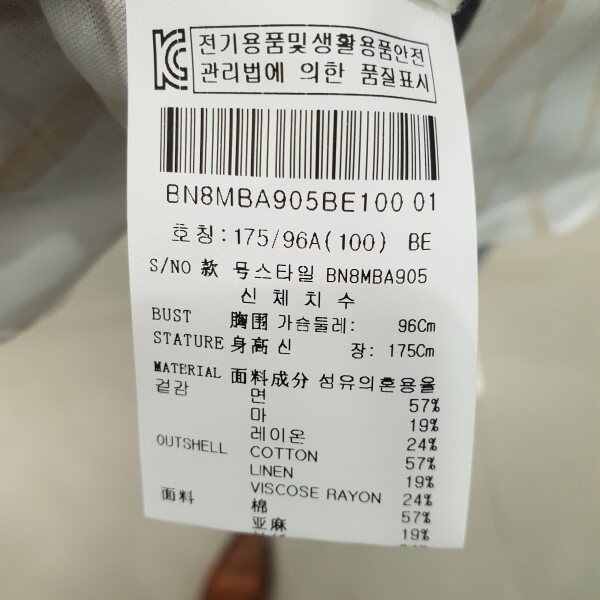 KC 전기용품및생활용품안전
관리법에 의한 품질표시
BN8MBA905BE100 01
호칭:175/96A(100) BE
S/NO 款 号스타일 BN8MBA905
신체치수
BUST 胸围 가슴둘레: 96Cm
STATURE 身高 신 장: 175Cm
MATERIAL 面料成分 섬유의혼용율
겉감 면 57%
마 19%
레이온 24%
OUTSHELL COTTON 57%
LINEN 19%
VISCOSE RAYON 24%
面料 棉 57%
亚麻 19%